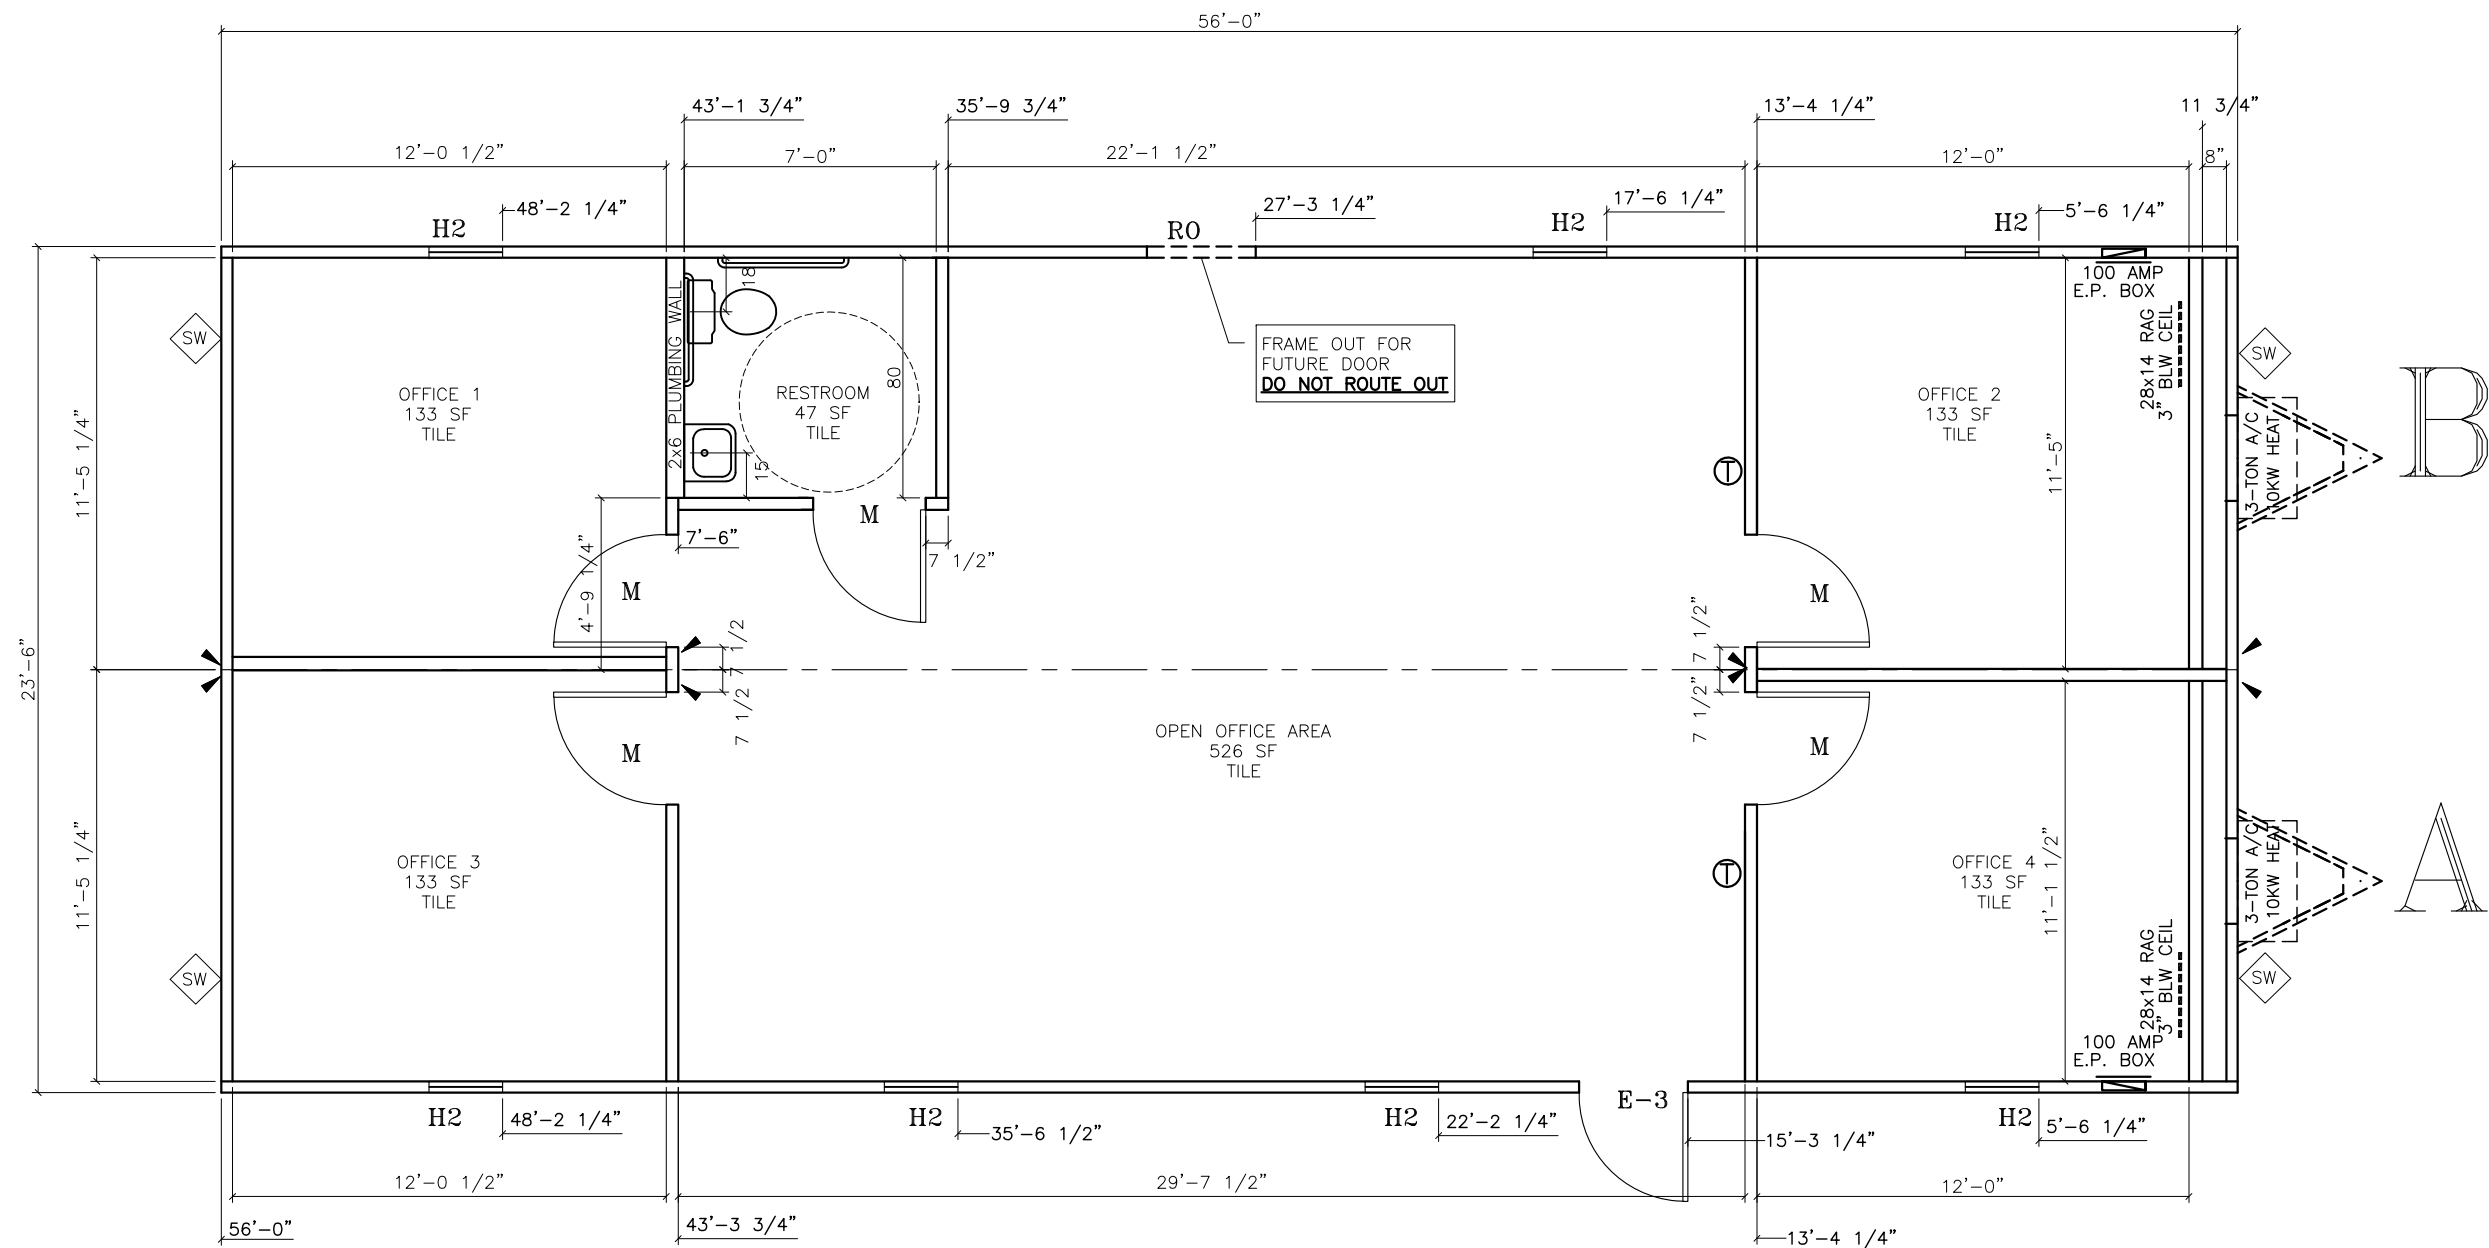 56'-0"
43'-1 3/4"
35'-9 3/4"
13'-4 1/4"
11 3/4"
12'-0 1/2"
7'-0"
22'-1 1/2"
12'-0"
8"
48'-2 1/4"
27'-3 1/4"
17'-6 1/4"
5'-6 1/4"
H2
RO
H2
H2
18
100 AMP
E.P. BOX
SW
2x6 PLUMBING WALL
FRAME OUT FOR
FUTURE DOOR
DO NOT ROUTE OUT
28x14 RAG
3" BLW CEIL
SW
OFFICE 1
133 SF
TILE
RESTROOM
47 SF
TILE
80
OFFICE 2
133 SF
TILE
B
3-TON A/C
10KW HEAT
11'-5 1/4"
15
T
11'-5"
M
7'-6"
7 1/2"
4'-9 1/4"
M
M
23'-6"
7 1/2
7 1/2"
7 1/2
7 1/2"
M
M
OPEN OFFICE AREA
526 SF
TILE
11'-5 1/4"
OFFICE 3
133 SF
TILE
T
OFFICE 4
133 SF
TILE
11'-1 1/2"
3-TON A/C
10KW HEAT
A
SW
28x14 RAG
3" BLW CEIL
SW
100 AMP
E.P. BOX
H2
H2
H2
E-3
H2
48'-2 1/4"
35'-6 1/2"
22'-2 1/4"
15'-3 1/4"
5'-6 1/4"
12'-0 1/2"
29'-7 1/2"
12'-0"
56'-0"
43'-3 3/4"
13'-4 1/4"